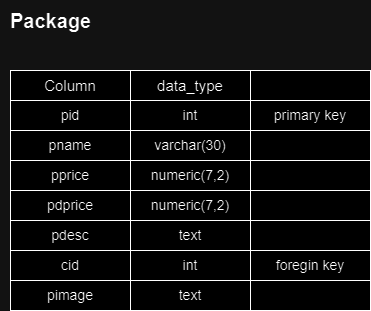 Package
Column data_type
pid int primary key
pname varchar(30)
pprice numeric(7,2)
pdprice numeric(7,2)
pdesc text
cid int foregin key
pimage text